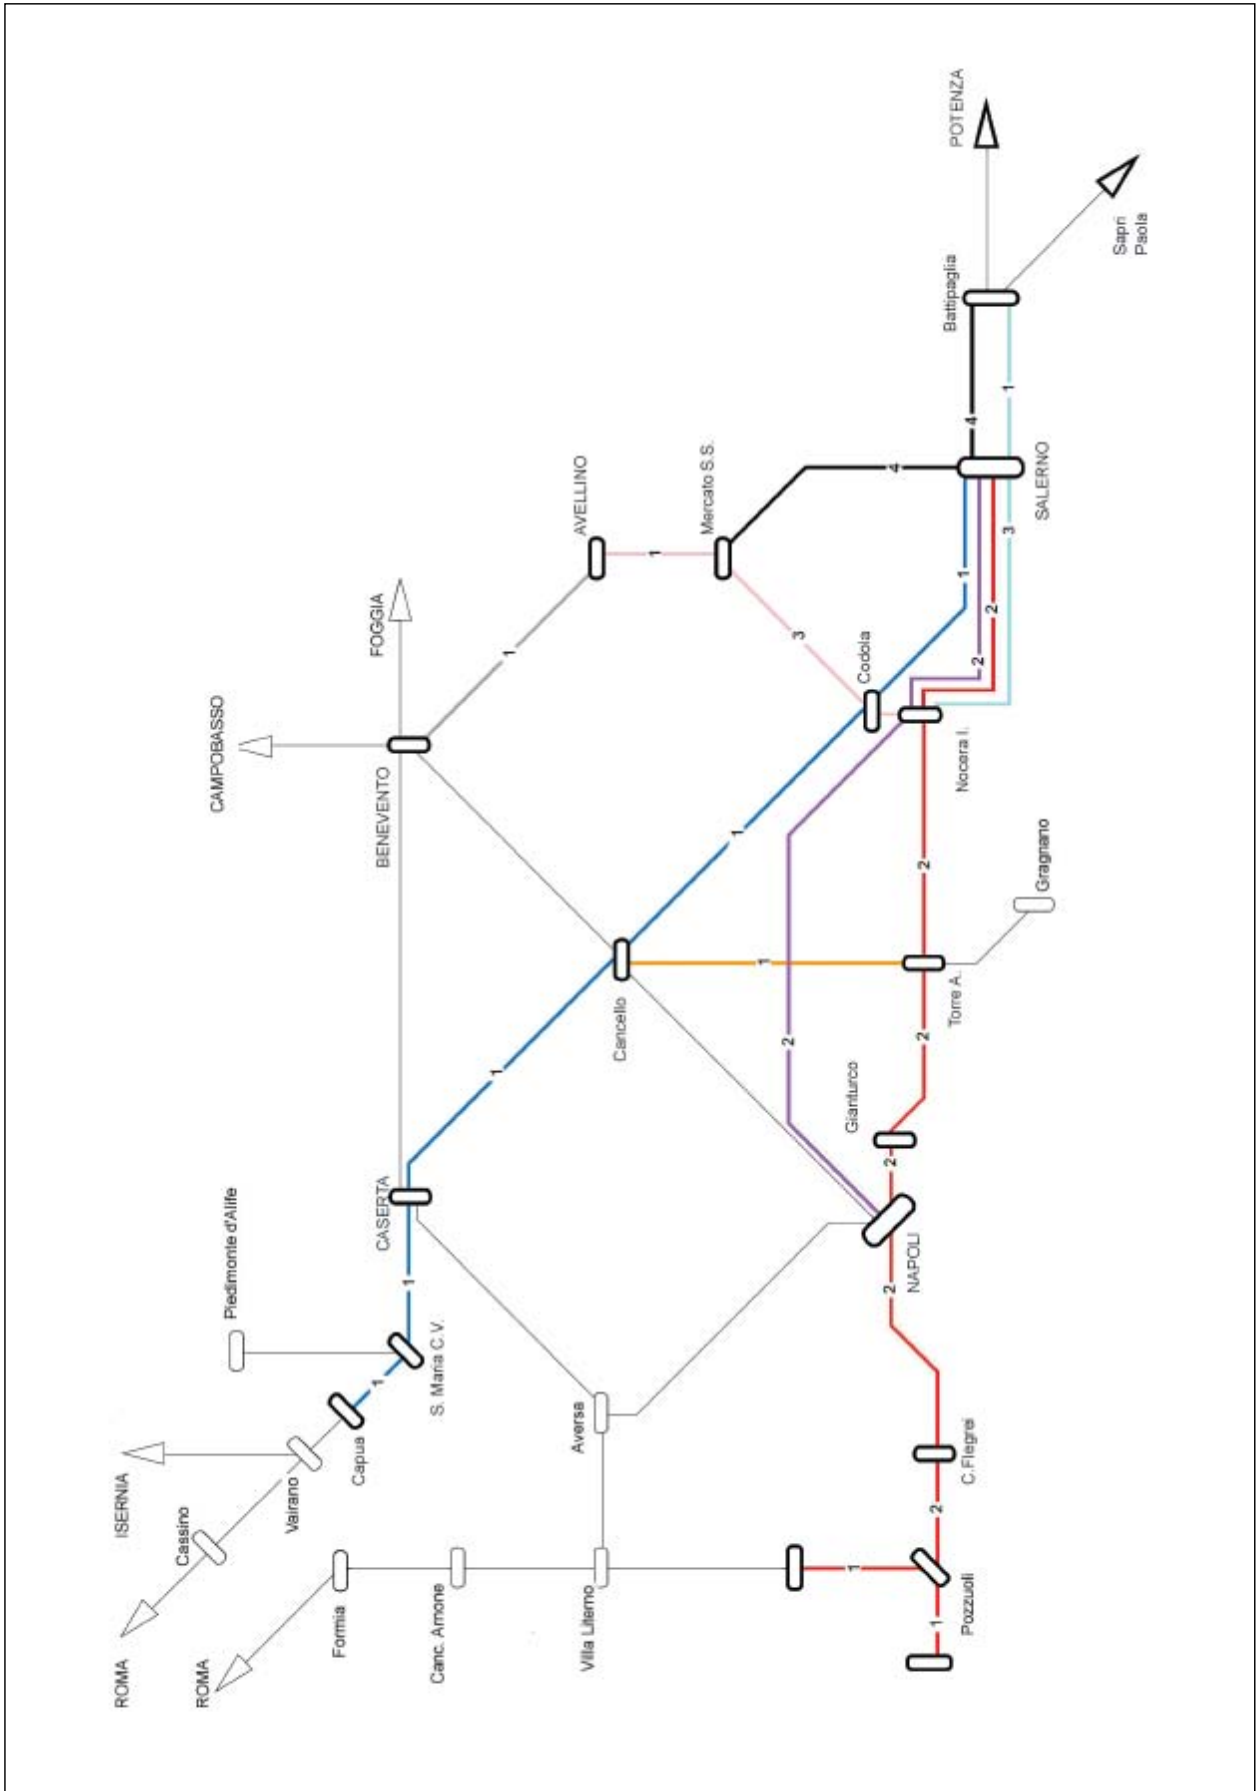 ROMA
ISERNIA
Cassino
ROMA
CAMPOBASSO
Piedimonte d'Alife
Vairano
Formia
Capua
1
FOGGIA
CASERTA
BENEVENTO
1
Canc. Arnone
S. Maria C.V.
1
1
Aversa
AVELLINO
Villa Literno
Cancello
1
Mercato S.S.
1
1
2
3
1
Gianturco
Codola
2
2
4
NAPOLI
2
2
1
2
Battipaglia
Torre A.
POTENZA
Nocera I.
1
Pozzuoli
C.Flegrei
4
2
2
3
1
Gragnano
SALERNO
Sapri
Paola